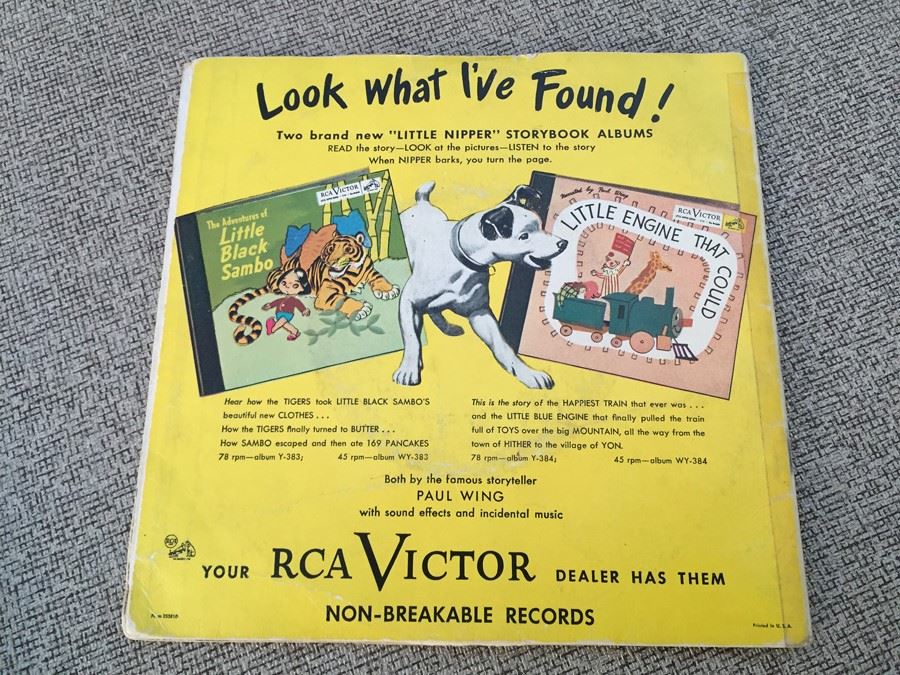 Look what I've Found!
Two brand new "LITTLE NIPPER" STORYBOOK ALBUMS
READ the story—LOOK at the pictures—LISTEN to the story
When NIPPER barks, you turn the page.
RCA VICTOR
The Adventures of
Little
Black
Sambo
Narrated by Paul Wing
RCA VICTOR
LITTLE ENGINE THAT COULD
Hear how the TIGERS took LITTLE BLACK SAMBO'S
beautiful new CLOTHES . . .
How the TIGERS finally turned to BUTTER . . .
How SAMBO escaped and then ate 169 PANCAKES
78 rpm—album Y-383; 45 rpm—album WY-383
This is the story of the HAPPIEST TRAIN that ever was . . .
and the LITTLE BLUE ENGINE that finally pulled the train
full of TOYS over the big MOUNTAIN, all the way from the
town of HITHER to the village of YON.
78 rpm—album Y-384; 45 rpm—album WY-384
Both by the famous storyteller
PAUL WING
with sound effects and incidental music
RCA
YOUR RCA VICTOR DEALER HAS THEM
NON-BREAKABLE RECORDS
Printed in U.S.A.